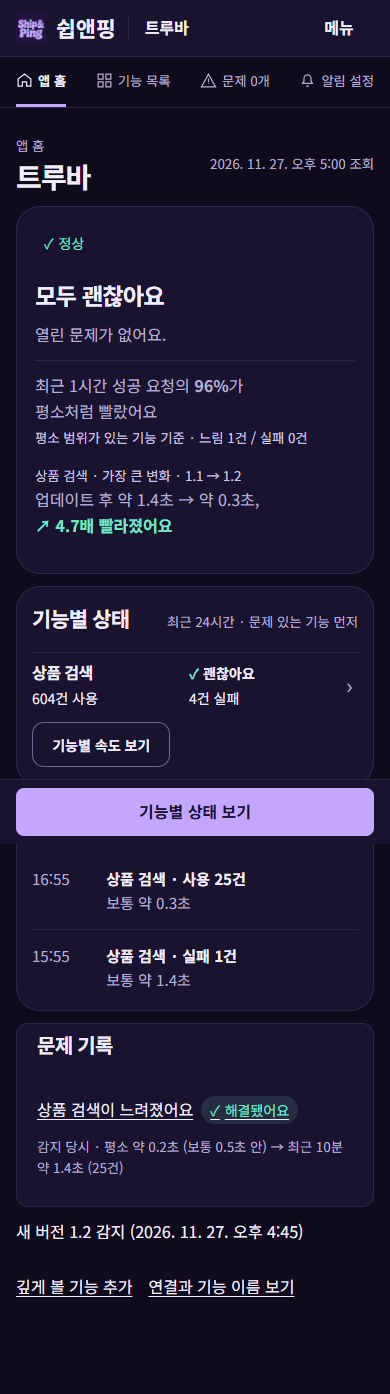 Ship&
Ping
쉽앤핑
트루바
메뉴
앱 홈
기능 목록
문제 0개
알림 설정
앱 홈
트루바
2026. 11. 27. 오후 5:00 조회
✓ 정상
모두 괜찮아요
열린 문제가 없어요.
최근 1시간 성공 요청의 96%가
평소처럼 빨랐어요
평소 범위가 있는 기능 기준 · 느림 1건 / 실패 0건
상품 검색 · 가장 큰 변화 · 1.1 → 1.2
업데이트 후 약 1.4초 → 약 0.3초,
↗ 4.7배 빨라졌어요
기능별 상태
최근 24시간 · 문제 있는 기능 먼저
상품 검색
✓ 괜찮아요
604건 사용
4건 실패
›
기능별 속도 보기
기능별 상태 보기
16:55
상품 검색 · 사용 25건
보통 약 0.3초
15:55
상품 검색 · 실패 1건
보통 약 1.4초
문제 기록
상품 검색이 느려졌어요
✓ 해결됐어요
감지 당시 · 평소 약 0.2초 (보통 0.5초 안) → 최근 10분
약 1.4초 (25건)
새 버전 1.2 감지 (2026. 11. 27. 오후 4:45)
깊게 볼 기능 추가
연결과 기능 이름 보기